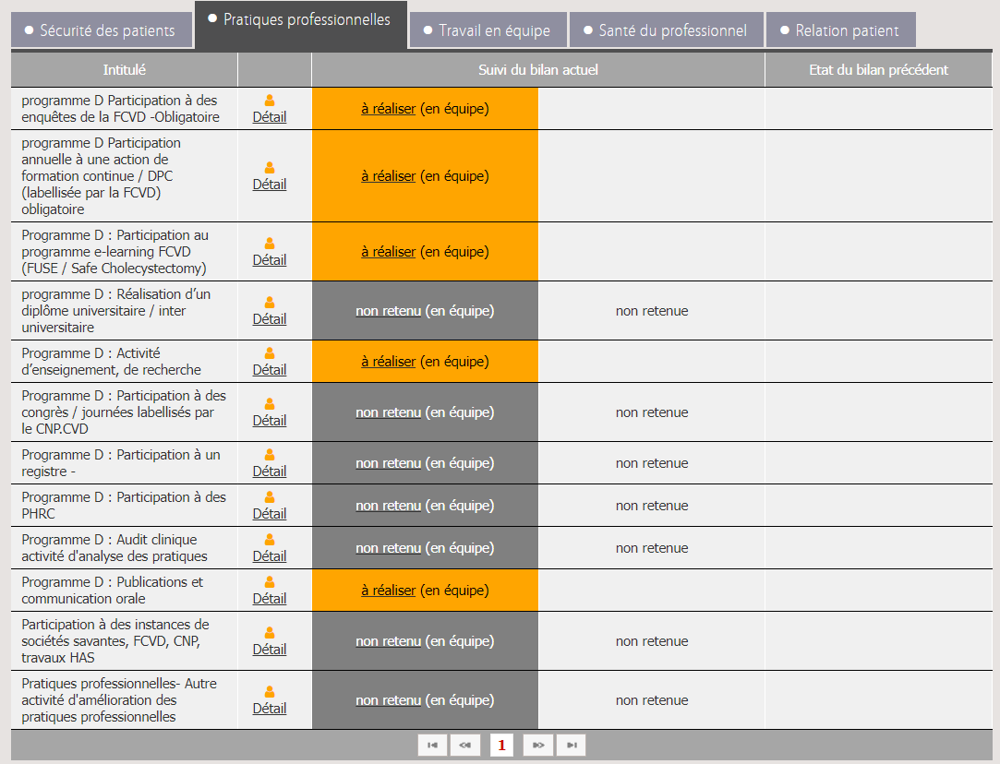 Sécurité des patients
Pratiques professionnelles
Travail en équipe
Santé du professionnel
Relation patient
Intitulé
Suivi du bilan actuel
Etat du bilan précédent
programme D Participation à des
enquêtes de la FCVD -Obligatoire
Détail
à réaliser (en équipe)
programme D Participation
annuelle à une action de
formation continue / DPC
(labellisée par la FCVD)
obligatoire
Détail
à réaliser (en équipe)
Programme D : Participation au
programme e-learning FCVD
(FUSE / Safe Cholecystectomy)
Détail
à réaliser (en équipe)
programme D : Réalisation d’un
diplôme universitaire / inter
universitaire
Détail
non retenu (en équipe)
non retenue
Programme D : Activité
d’enseignement, de recherche
Détail
à réaliser (en équipe)
Programme D : Participation à des
congrès / journées labellisés par
le CNP.CVD
Détail
non retenu (en équipe)
non retenue
Programme D : Participation à un
registre -
Détail
non retenu (en équipe)
non retenue
Programme D : Participation à des
PHRC
Détail
non retenu (en équipe)
non retenue
Programme D : Audit clinique
activité d'analyse des pratiques
Détail
non retenu (en équipe)
non retenue
Programme D : Publications et
communication orale
Détail
à réaliser (en équipe)
Participation à des instances de
sociétés savantes, FCVD, CNP,
travaux HAS
Détail
non retenu (en équipe)
non retenue
Pratiques professionnelles- Autre
activité d'amélioration des
pratiques professionnelles
Détail
non retenu (en équipe)
non retenue
1